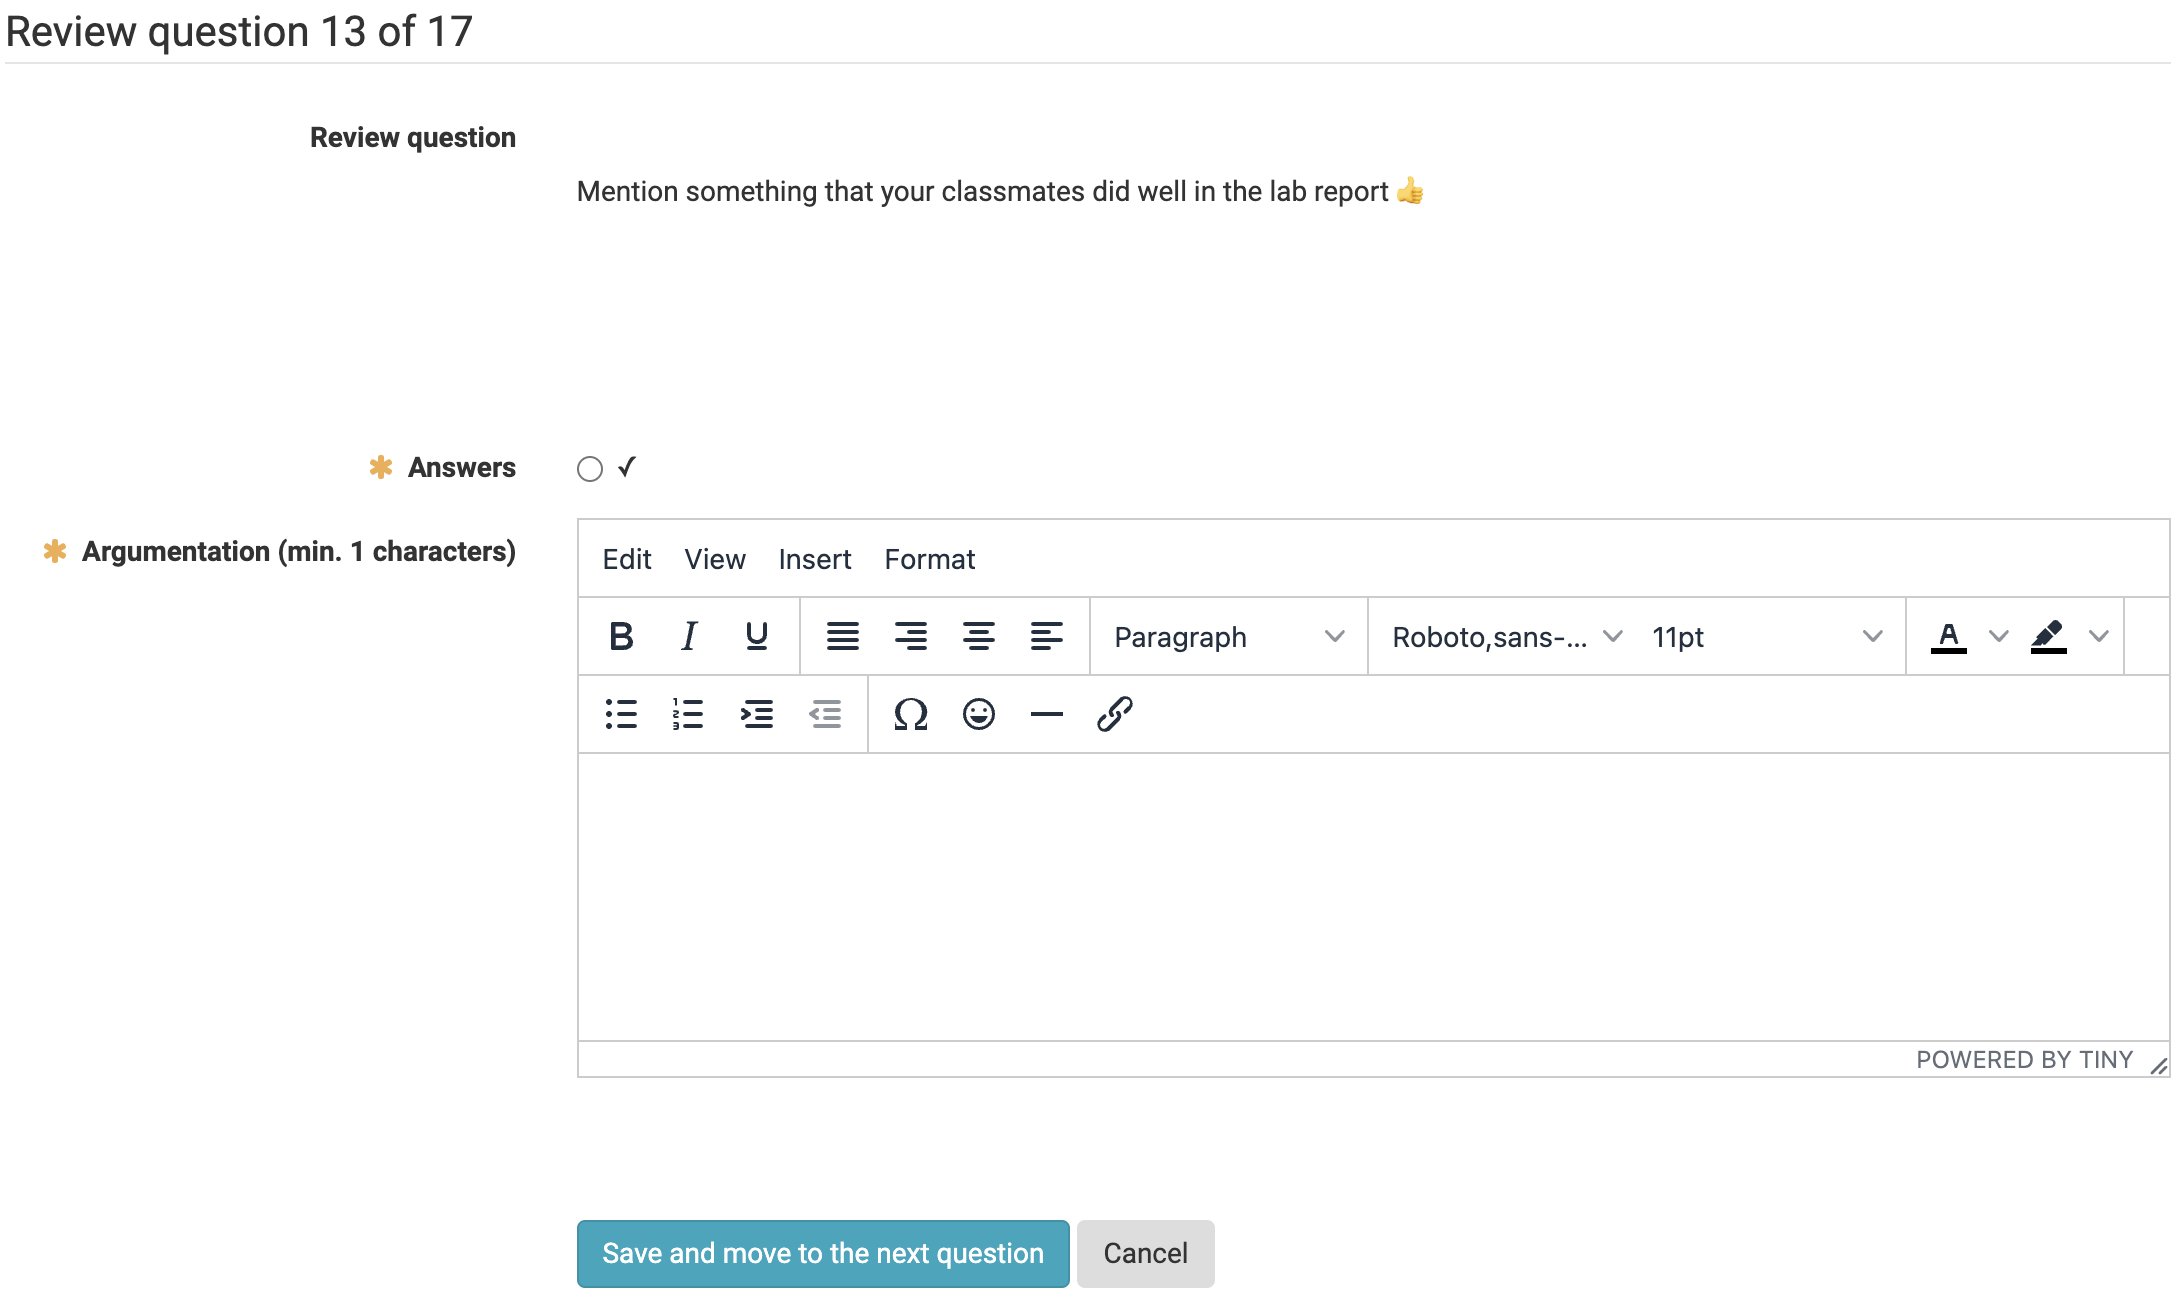 Review question 13 of 17
Review question
Mention something that your classmates did well in the lab report 👍
✱ Answers
✓
✱ Argumentation (min. 1 characters)
Edit View Insert Format
B I U Paragraph Roboto,sans-... 11pt A
Ω
POWERED BY TINY
Save and move to the next question Cancel